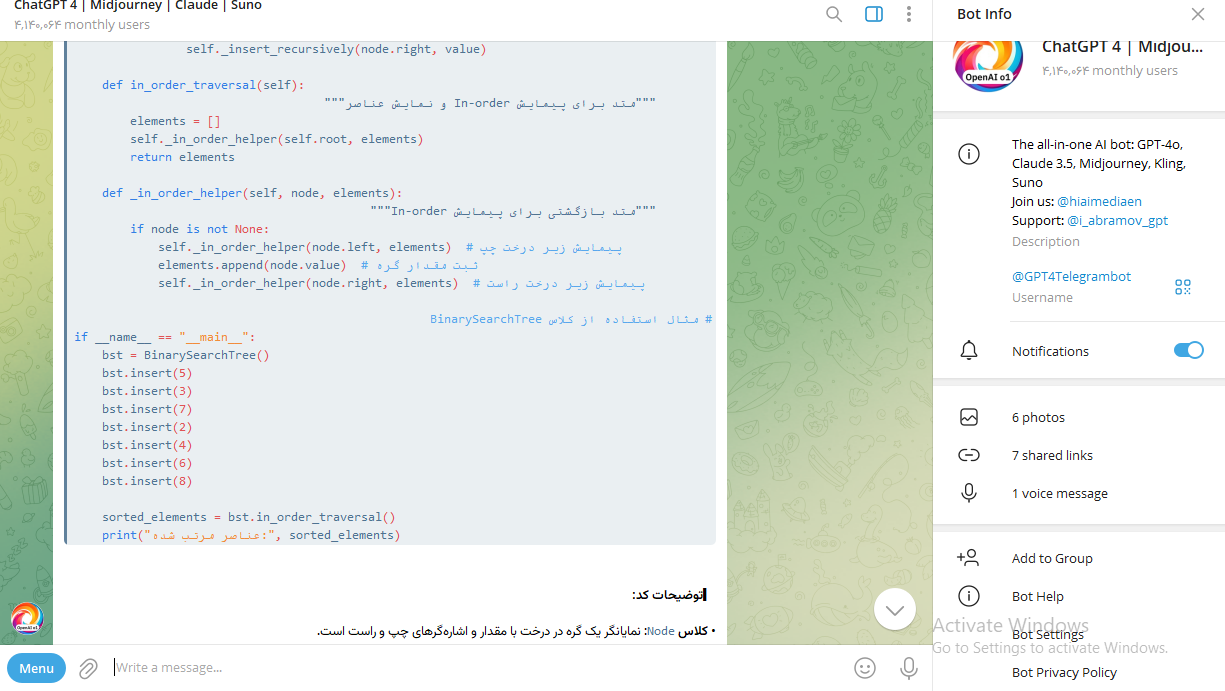 ChatGPT 4 | Midjourney | Claude | Suno
۴,۱۴۰,۰۶۴ monthly users
self._insert_recursively(node.right, value)
def in_order_traversal(self):
"""متد برای پیمایش In-order و نمایش عناصر"""
elements = []
self._in_order_helper(self.root, elements)
return elements
def _in_order_helper(self, node, elements):
"""متد بازگشتی برای پیمایش In-order"""
if node is not None:
self._in_order_helper(node.left, elements)  # پیمایش زیر درخت چپ
elements.append(node.value)  # ثبت مقدار گره
self._in_order_helper(node.right, elements)  # پیمایش زیر درخت راست
# مثال استفاده از کلاس BinarySearchTree
if __name__ == "__main__":
bst = BinarySearchTree()
bst.insert(5)
bst.insert(3)
bst.insert(7)
bst.insert(2)
bst.insert(4)
bst.insert(6)
bst.insert(8)
sorted_elements = bst.in_order_traversal()
print("عناصر مرتب شده:", sorted_elements)
توضیحات کد:
• کلاس Node: نمایانگر یک گره در درخت با مقدار و اشاره‌گرهای چپ و راست است.
OpenAI o1
Menu
Write a message...
Bot Info
OpenAI o1
ChatGPT 4 | Midjou...
۴,۱۴۰,۰۶۴ monthly users
The all-in-one AI bot: GPT-4o,
Claude 3.5, Midjourney, Kling,
Suno
Join us: @hiaimediaen
Support: @i_abramov_gpt
Description
@GPT4Telegrambot
Username
Notifications
6 photos
7 shared links
1 voice message
Add to Group
Bot Help
Bot Settings
Bot Privacy Policy
Activate Windows
Go to Settings to activate Windows.